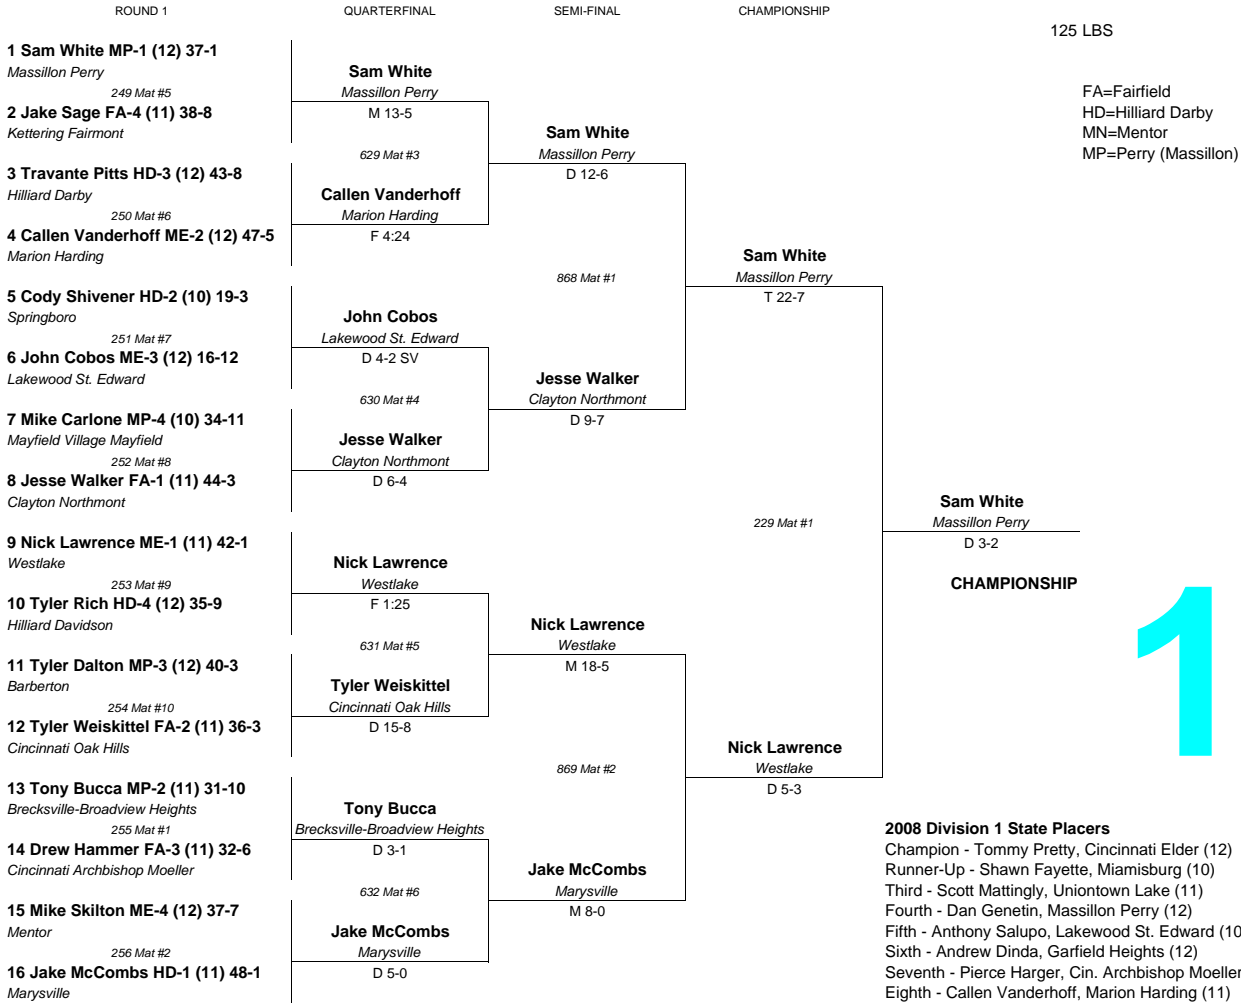 ROUND 1
QUARTERFINAL
SEMI-FINAL
CHAMPIONSHIP
125 LBS
FA=Fairfield
HD=Hilliard Darby
MN=Mentor
MP=Perry (Massillon)
1 Sam White MP-1 (12) 37-1
Massillon Perry
249 Mat #5
2 Jake Sage FA-4 (11) 38-8
Kettering Fairmont
3 Travante Pitts HD-3 (12) 43-8
Hilliard Darby
250 Mat #6
4 Callen Vanderhoff ME-2 (12) 47-5
Marion Harding
5 Cody Shivener HD-2 (10) 19-3
Springboro
251 Mat #7
6 John Cobos ME-3 (12) 16-12
Lakewood St. Edward
7 Mike Carlone MP-4 (10) 34-11
Mayfield Village Mayfield
252 Mat #8
8 Jesse Walker FA-1 (11) 44-3
Clayton Northmont
9 Nick Lawrence ME-1 (11) 42-1
Westlake
253 Mat #9
10 Tyler Rich HD-4 (12) 35-9
Hilliard Davidson
11 Tyler Dalton MP-3 (12) 40-3
Barberton
254 Mat #10
12 Tyler Weiskittel FA-2 (11) 36-3
Cincinnati Oak Hills
13 Tony Bucca MP-2 (11) 31-10
Brecksville-Broadview Heights
255 Mat #1
14 Drew Hammer FA-3 (11) 32-6
Cincinnati Archbishop Moeller
15 Mike Skilton ME-4 (12) 37-7
Mentor
256 Mat #2
16 Jake McCombs HD-1 (11) 48-1
Marysville
Sam White
Massillon Perry
M 13-5
629 Mat #3
Callen Vanderhoff
Marion Harding
F 4:24
John Cobos
Lakewood St. Edward
D 4-2 SV
630 Mat #4
Jesse Walker
Clayton Northmont
D 6-4
Nick Lawrence
Westlake
F 1:25
631 Mat #5
Tyler Weiskittel
Cincinnati Oak Hills
D 15-8
Tony Bucca
Brecksville-Broadview Heights
D 3-1
632 Mat #6
Jake McCombs
Marysville
D 5-0
Sam White
Massillon Perry
D 12-6
868 Mat #1
Jesse Walker
Clayton Northmont
D 9-7
Nick Lawrence
Westlake
M 18-5
869 Mat #2
Jake McCombs
Marysville
M 8-0
Sam White
Massillon Perry
T 22-7
229 Mat #1
Nick Lawrence
Westlake
D 5-3
Sam White
Massillon Perry
D 3-2
CHAMPIONSHIP
1
2008 Division 1 State Placers
Champion - Tommy Pretty, Cincinnati Elder (12)
Runner-Up - Shawn Fayette, Miamisburg (10)
Third - Scott Mattingly, Uniontown Lake (11)
Fourth - Dan Genetin, Massillon Perry (12)
Fifth - Anthony Salupo, Lakewood St. Edward (10
Sixth - Andrew Dinda, Garfield Heights (12)
Seventh - Pierce Harger, Cin. Archbishop Moeller
Eighth - Callen Vanderhoff, Marion Harding (11)